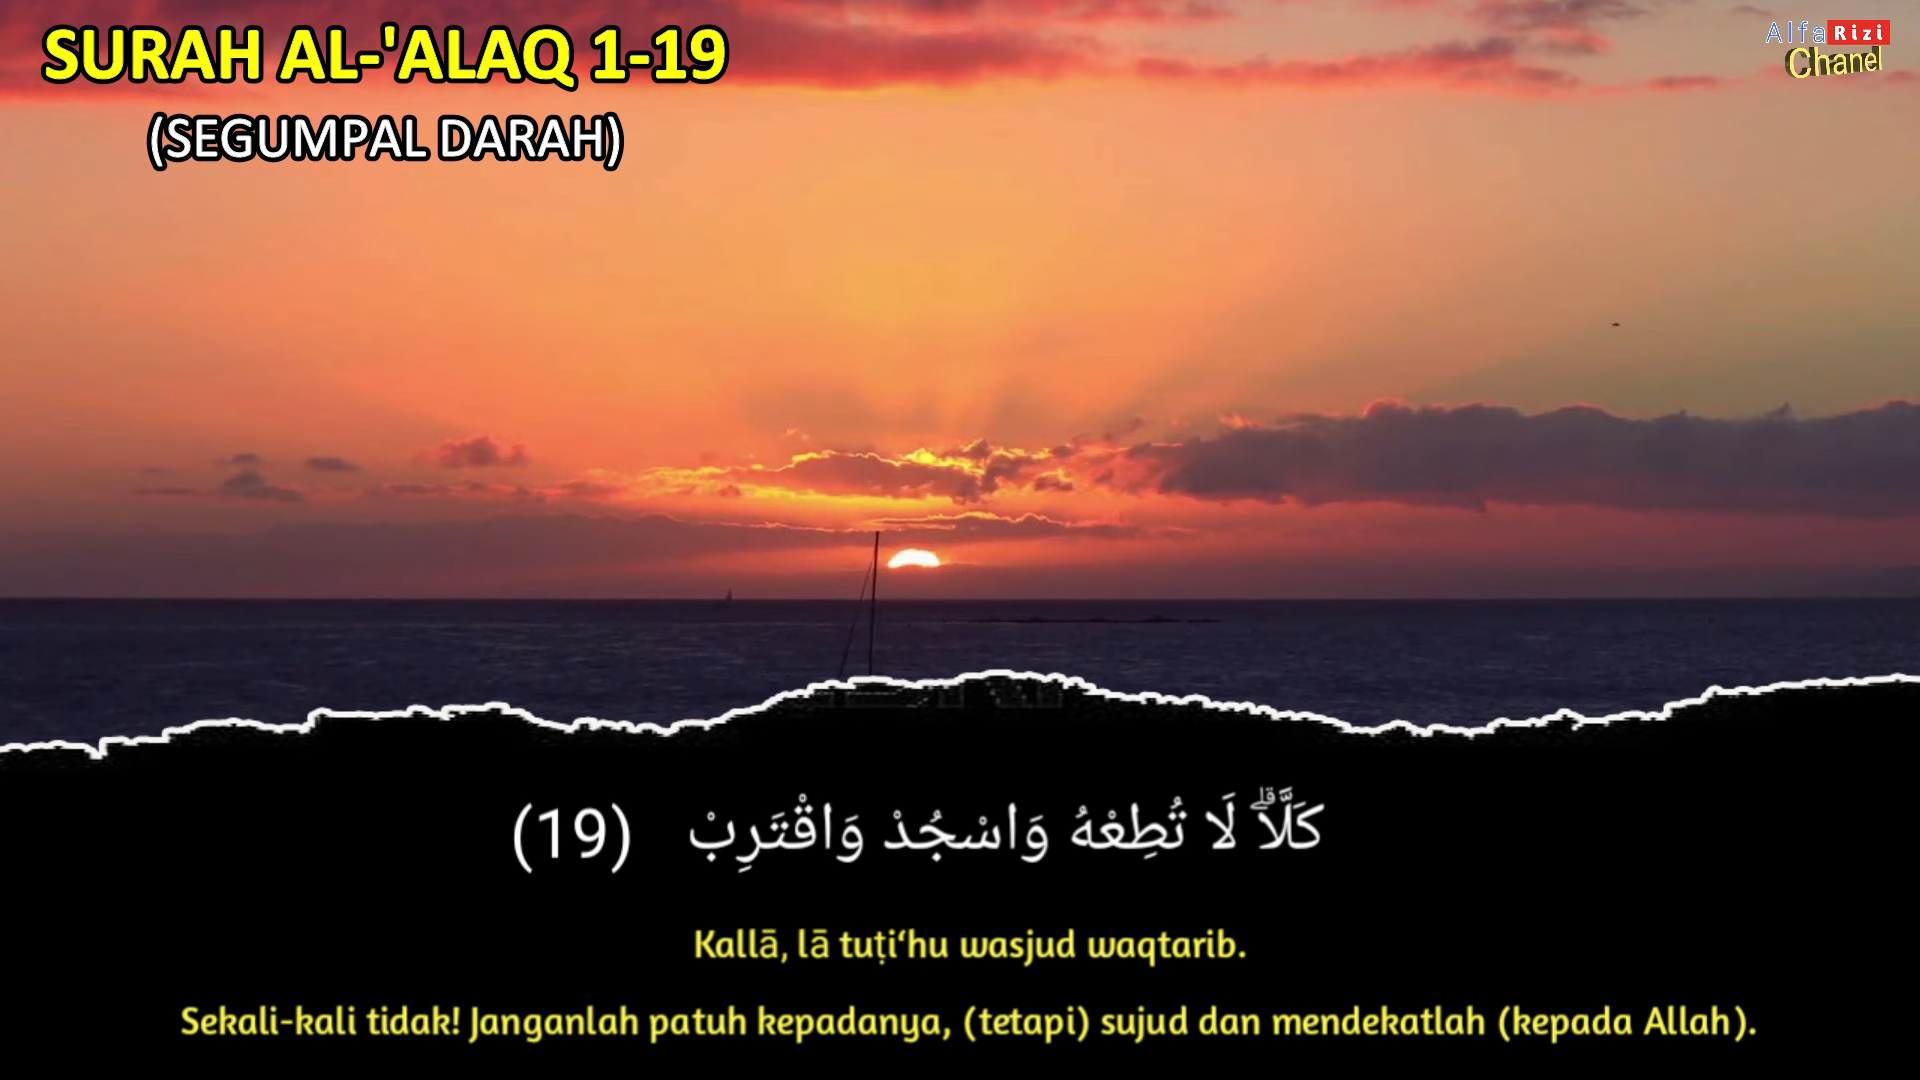 SURAH AL-'ALAQ 1-19
(SEGUMPAL DARAH)
Alfa Rizi
Chanel
كَلَّاۗ لَا تُطِعْهُ وَاسْجُدْ وَاقْتَرِبْ (19)
Kallā, lā tuṭi‘hu wasjud waqtarib.
Sekali-kali tidak! Janganlah patuh kepadanya, (tetapi) sujud dan mendekatlah (kepada Allah).